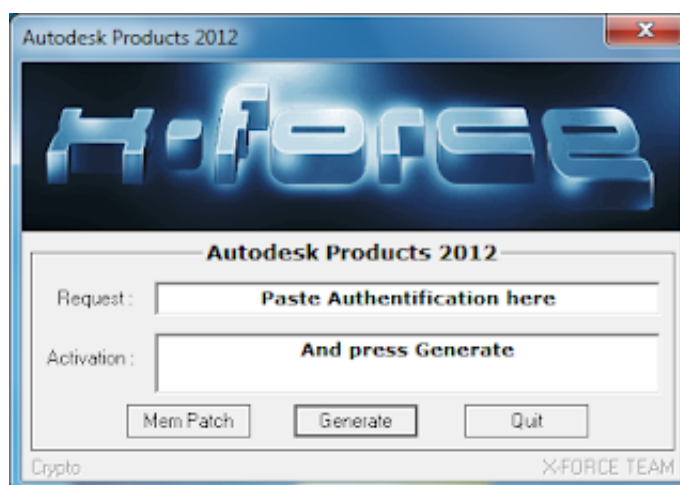 Autodesk Products 2012
x-force
Autodesk Products 2012
Request :
Paste Authentification here
Activation :
And press Generate
Mem Patch
Generate
Quit
Crypto
X-FORCE TEAM